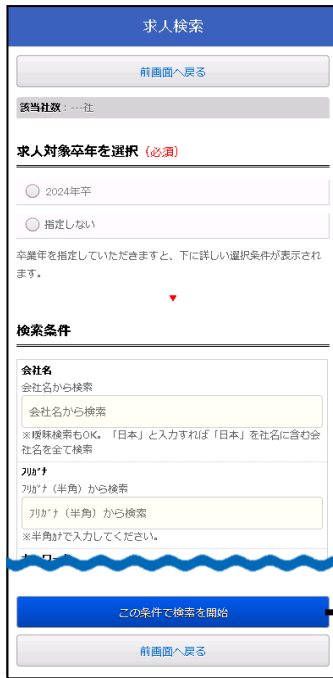 求人検索
前画面へ戻る
該当社数：---社
求人対象卒年を選択（必須）
2024年卒
指定しない
卒業年を指定していただきますと、下に詳しい選択条件が表示され
ます。
▼
検索条件
会社名
会社名から検索
会社名から検索
※曖昧検索もOK。「日本」と入力すれば「日本」を社名に含む会
社名を全て検索
ﾌﾘｶﾞﾅ
ﾌﾘｶﾞﾅ（半角）から検索
ﾌﾘｶﾞﾅ（半角）から検索
※半角ｶﾅで入力してください。
この条件で検索を開始
前画面へ戻る